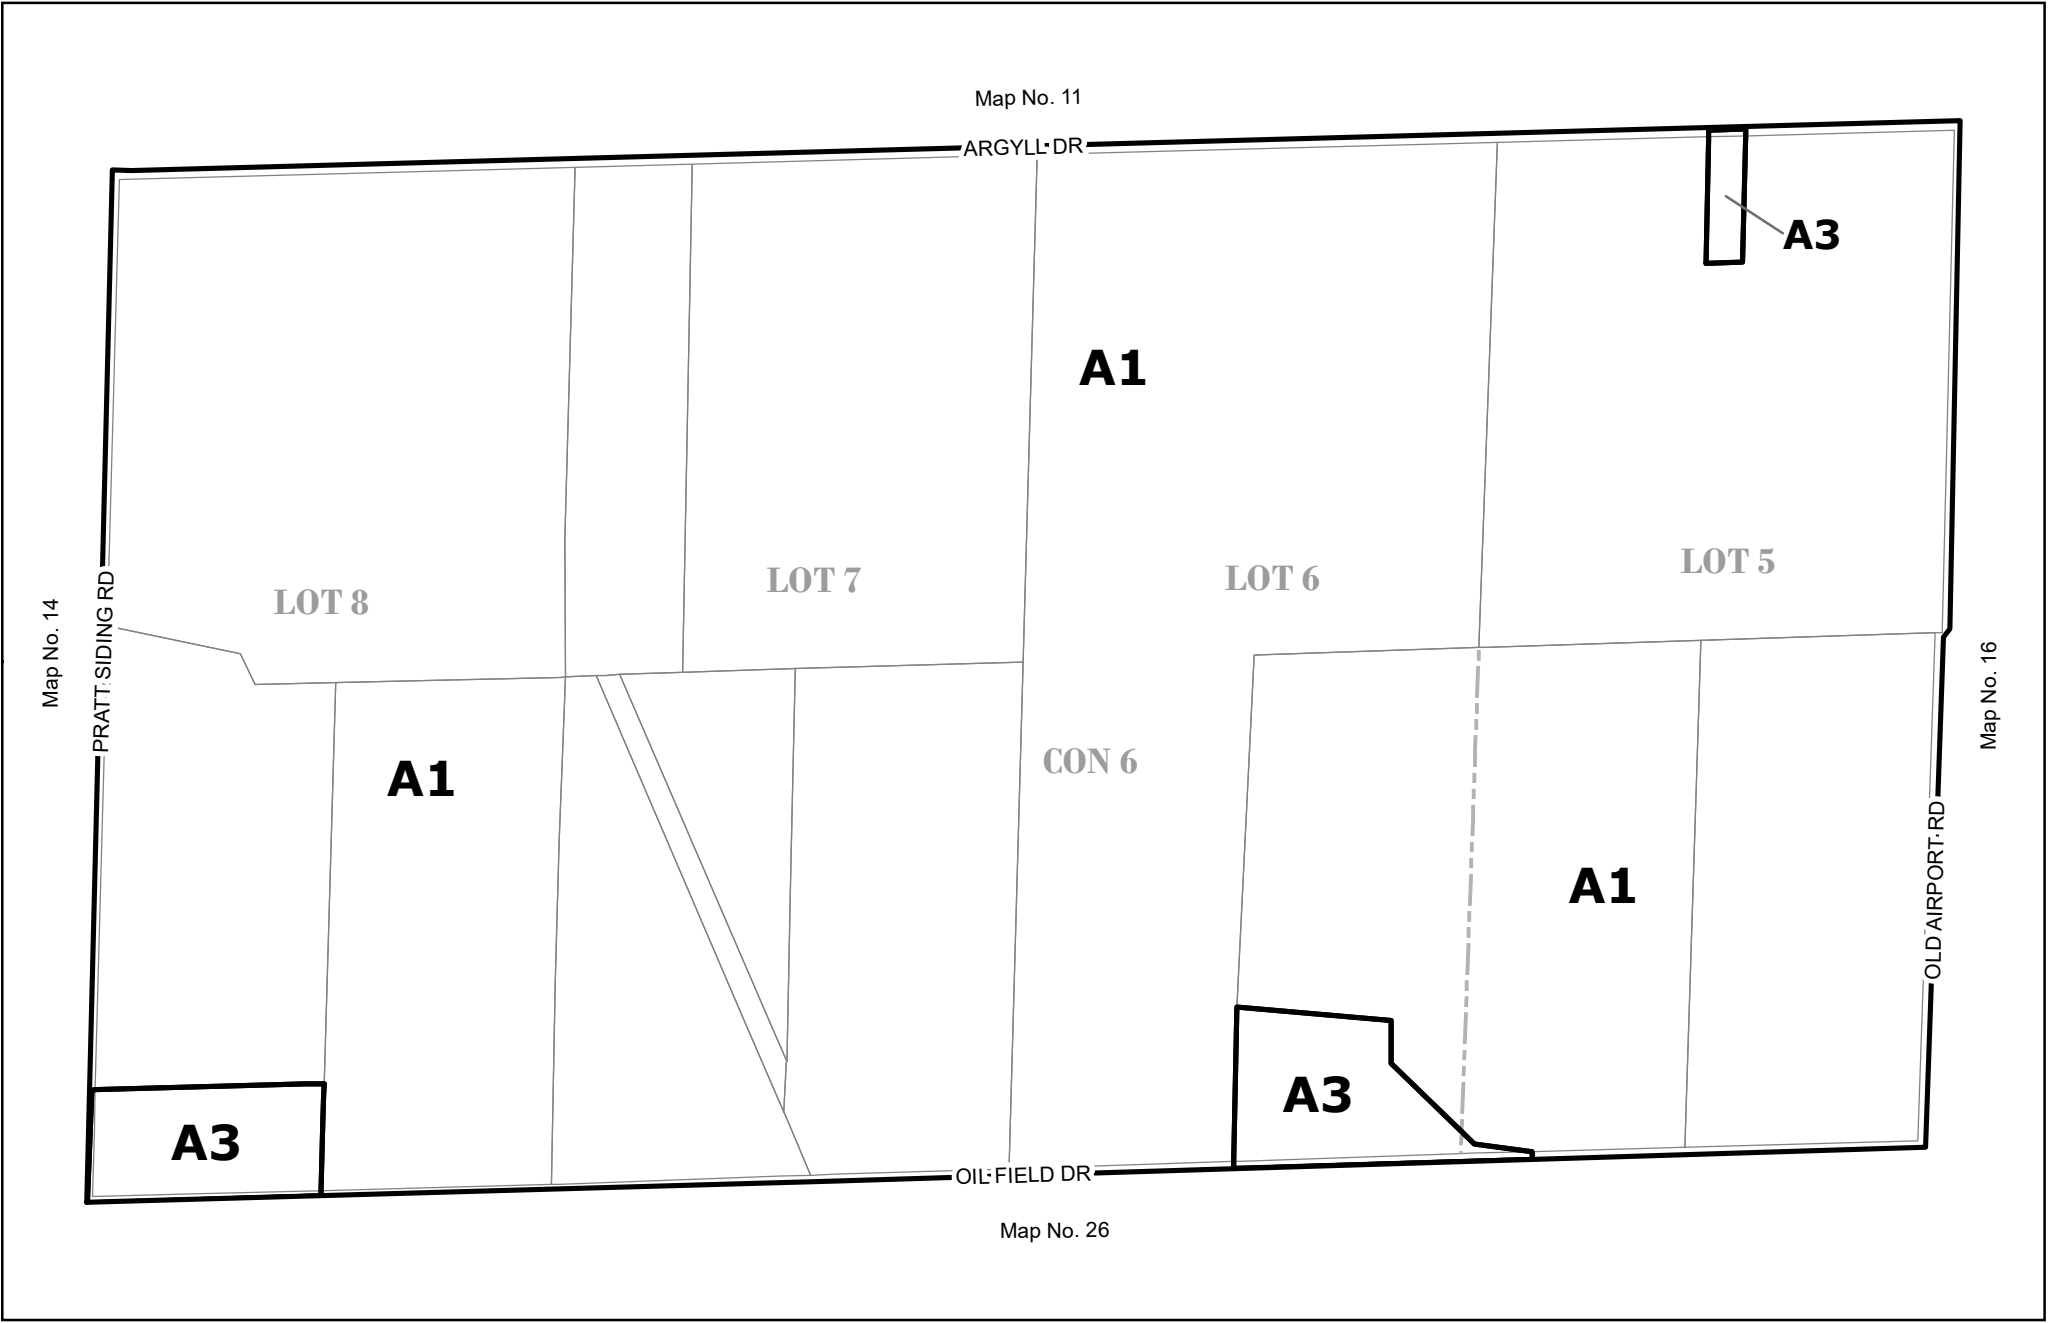 Map No. 11
ARGYLL DR
A3
A1
LOT 5
LOT 6
LOT 7
LOT 8
Map No. 14
PRATT SIDING RD
Map No. 16
CON 6
A1
A1
OLD AIRPORT RD
A3
A3
OIL FIELD DR
Map No. 26